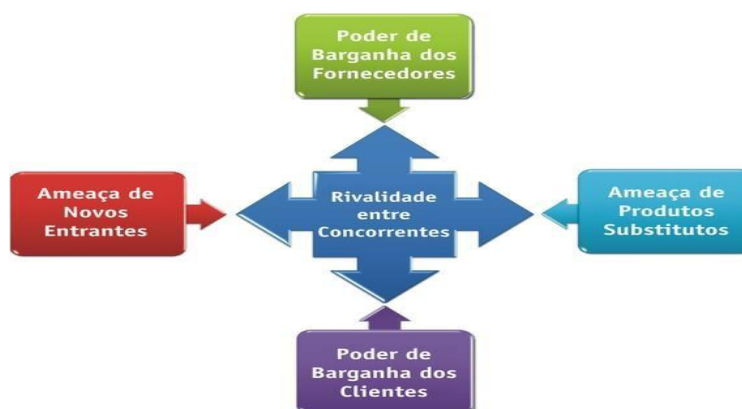 Poder de
Barganha dos
Fornecedores
Ameaça de
Novos
Entrantes
Rivalidade
entre
Concorrentes
Ameaça de
Produtos
Substitutos
Poder de
Barganha dos
Clientes